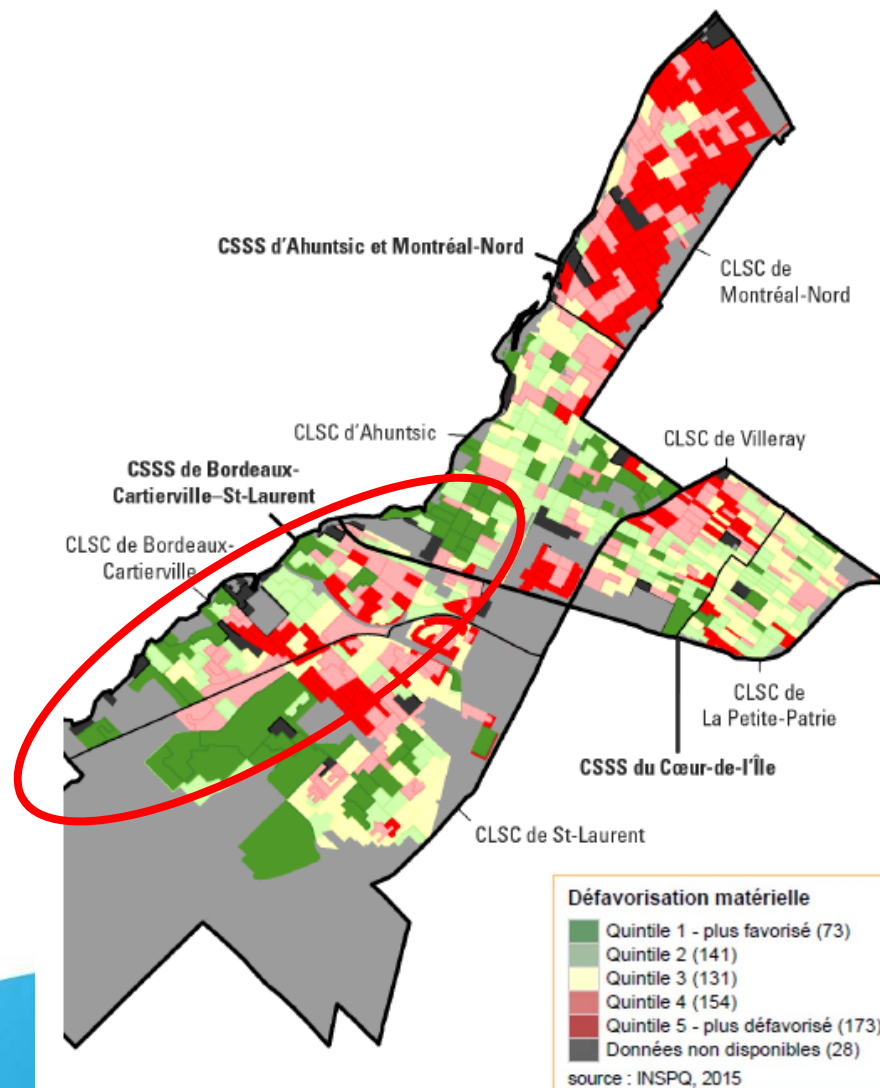 CSSS d'Ahuntsic et Montréal-Nord
CLSC de
Montréal-Nord
CLSC d'Ahuntsic
CLSC de Villeray
CSSS de Bordeaux-
Cartierville–St-Laurent
CLSC de Bordeaux-
Cartierville
CLSC de
La Petite-Patrie
CSSS du Cœur-de-l'Île
CLSC de St-Laurent
Défavorisation matérielle
Quintile 1 - plus favorisé (73)
Quintile 2 (141)
Quintile 3 (131)
Quintile 4 (154)
Quintile 5 - plus défavorisé (173)
Données non disponibles (28)
source : INSPQ, 2015